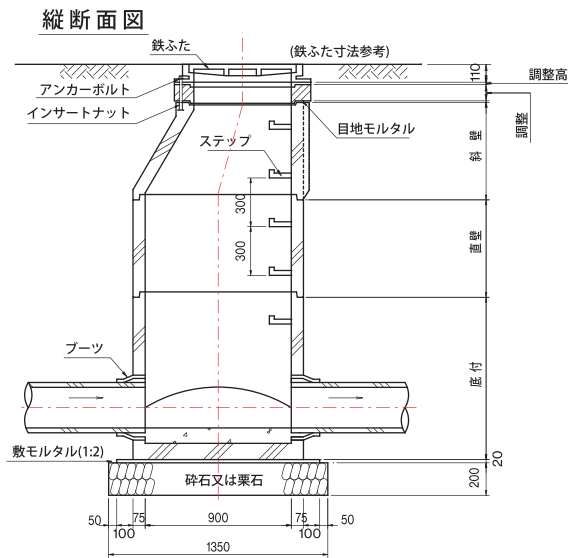 縦断面図
鉄ふた
(鉄ふた寸法参考)
110
アンカーボルト
調整高
インサートナット
調整
目地モルタル
ステップ
斜壁
300
直壁
300
ブーツ
底付
敷モルタル(1:2)
20
砕石又は栗石
200
50
100
75
900
75
100
50
1350